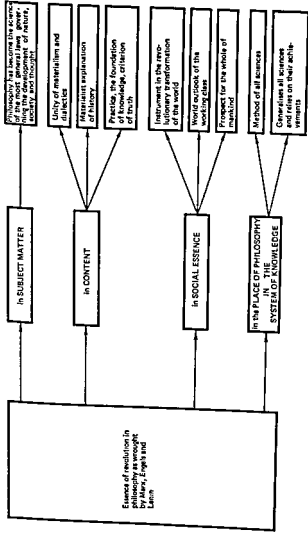 Essence of revolution in
philosophy as wrought
by Marx, Engels and
Lenin
in SUBJECT MATTER
Philosophy has become the science
of the most general laws gover-
ning the development of nature,
society and thought
in CONTENT
Unity of materialism and
dialectics
Materialist explanation
of history
Practice, the foundation
of knowledge, criterion
of truth
in SOCIAL ESSENCE
Instrument in the revo-
lutionary transformation
of the world
World outlook of the
working class
Prospect for the whole of
mankind
in the PLACE OF PHILOSOPHY
IN THE
SYSTEM OF KNOWLEDGE
Method of all sciences
Generalises all sciences
and relies on their achie-
vements